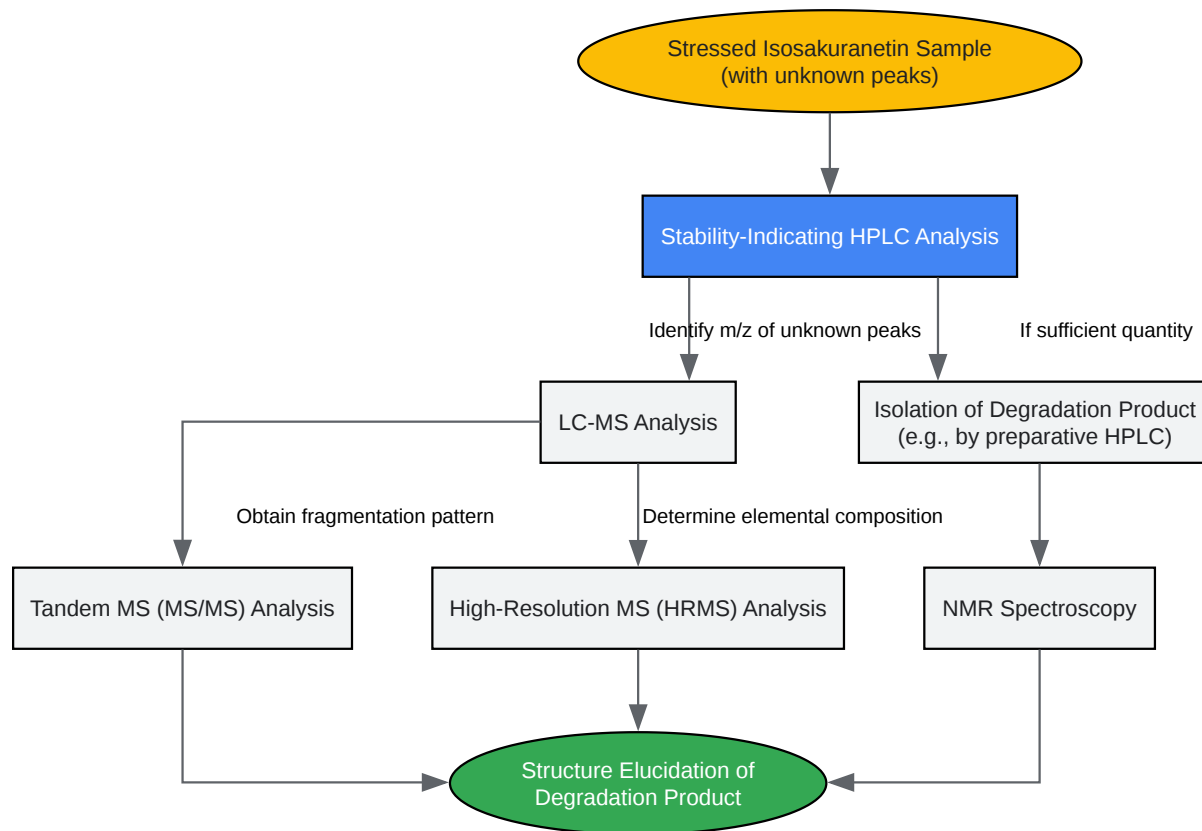 Stressed Isosakuranetin Sample
(with unknown peaks)
Stability-Indicating HPLC Analysis
Identify m/z of unknown peaks
If sufficient quantity
LC-MS Analysis
Isolation of Degradation Product
(e.g., by preparative HPLC)
Obtain fragmentation pattern
Determine elemental composition
Tandem MS (MS/MS) Analysis
High-Resolution MS (HRMS) Analysis
NMR Spectroscopy
Structure Elucidation of
Degradation Product